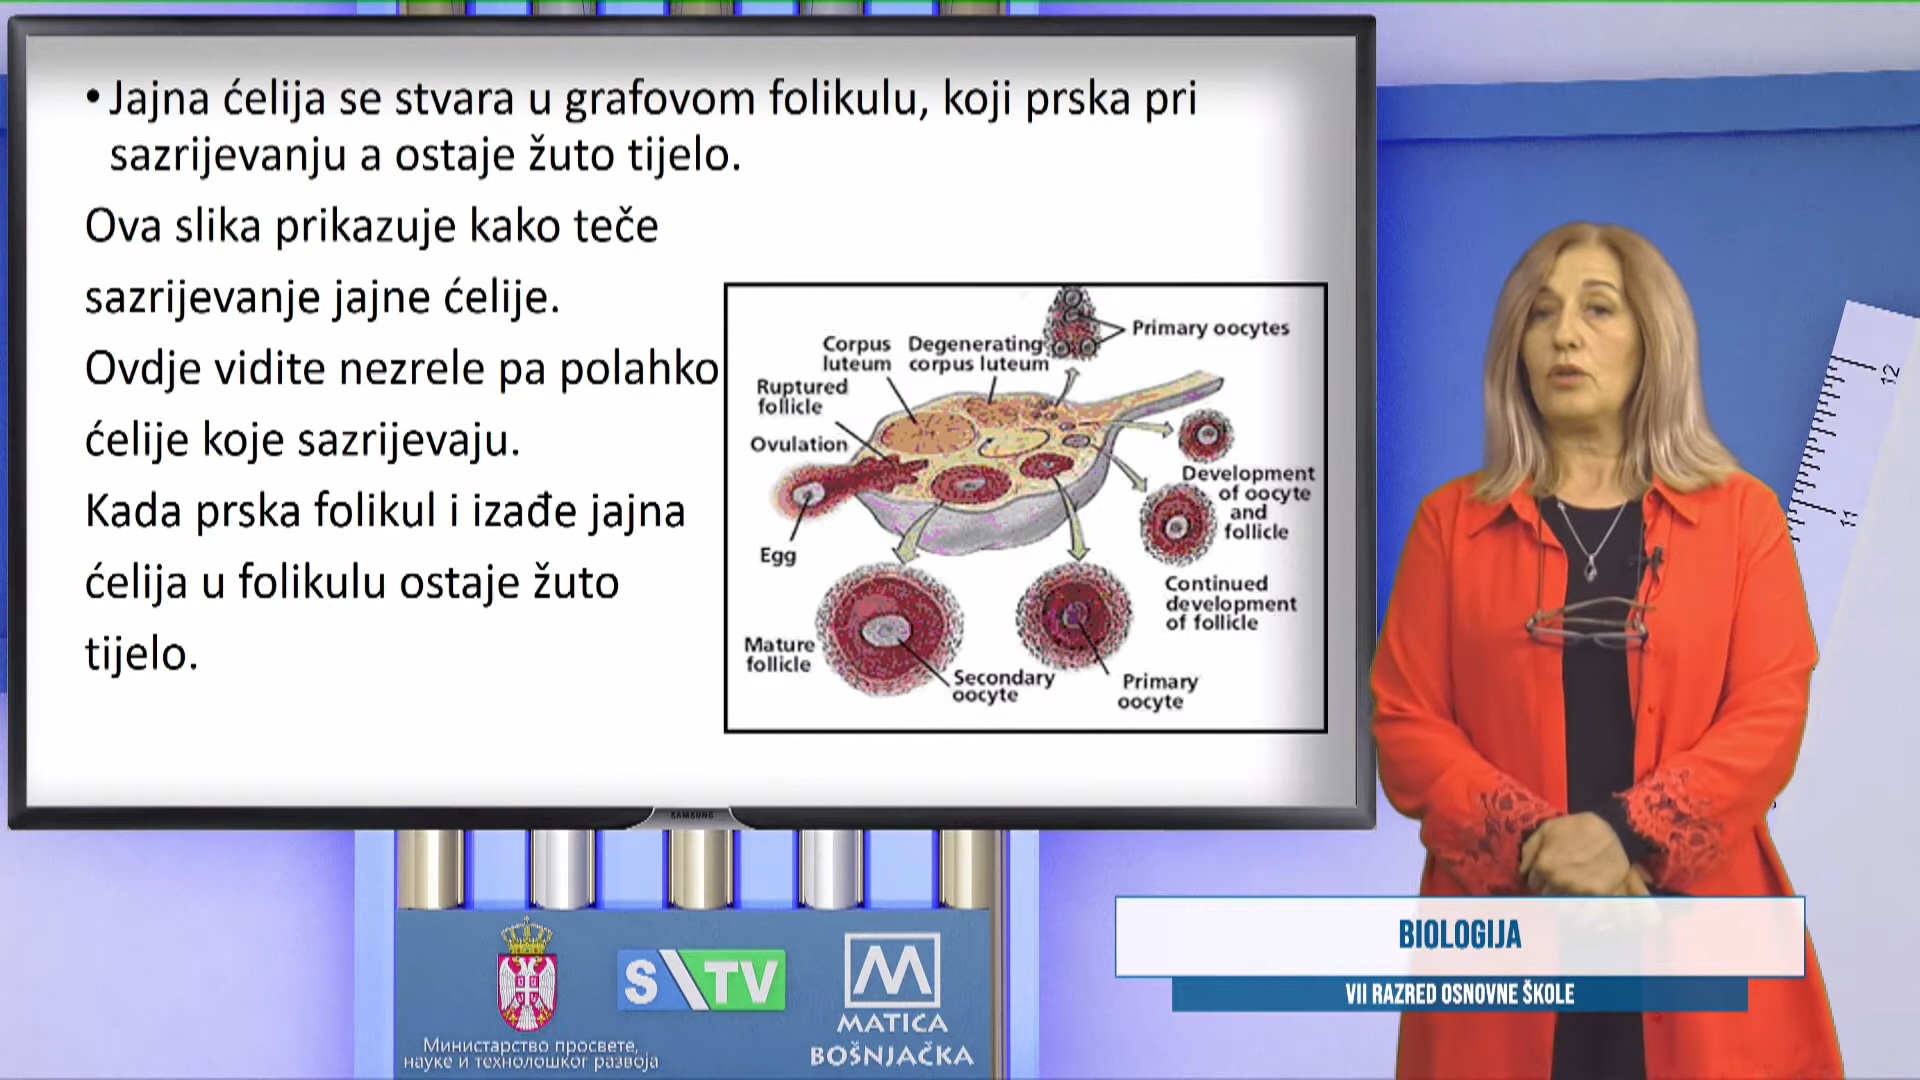 • Jajna ćelija se stvara u grafovom folikulu, koji prska pri
sazrijevanju a ostaje žuto tijelo.
Ova slika prikazuje kako teče
sazrijevanje jajne ćelije.
Ovdje vidite nezrele pa polahko
ćelije koje sazrijevaju.
Kada prska folikul i izađe jajna
ćelija u folikulu ostaje žuto
tijelo.
Primary oocytes
Corpus
luteum
Degenerating
corpus luteum
Ruptured
follicle
Ovulation
Egg
Development
of oocyte
and
follicle
Continued
development
of follicle
Mature
follicle
Secondary
oocyte
Primary
oocyte
SAMSUNG
12
11
BIOLOGIJA
VII RAZRED OSNOVNE ŠKOLE
Министарство просвете,
науке и технолошког развоја
S TV
M
MATICA
BOŠNJAČKA